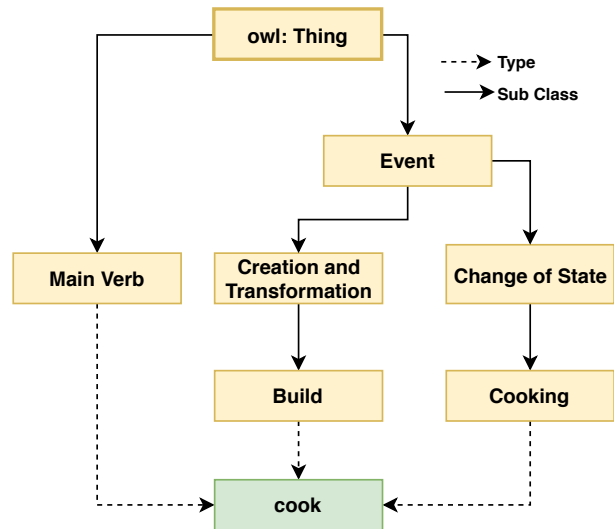 owl: Thing
Type
Sub Class
Event
Main Verb
Creation and
Transformation
Change of State
Build
Cooking
cook